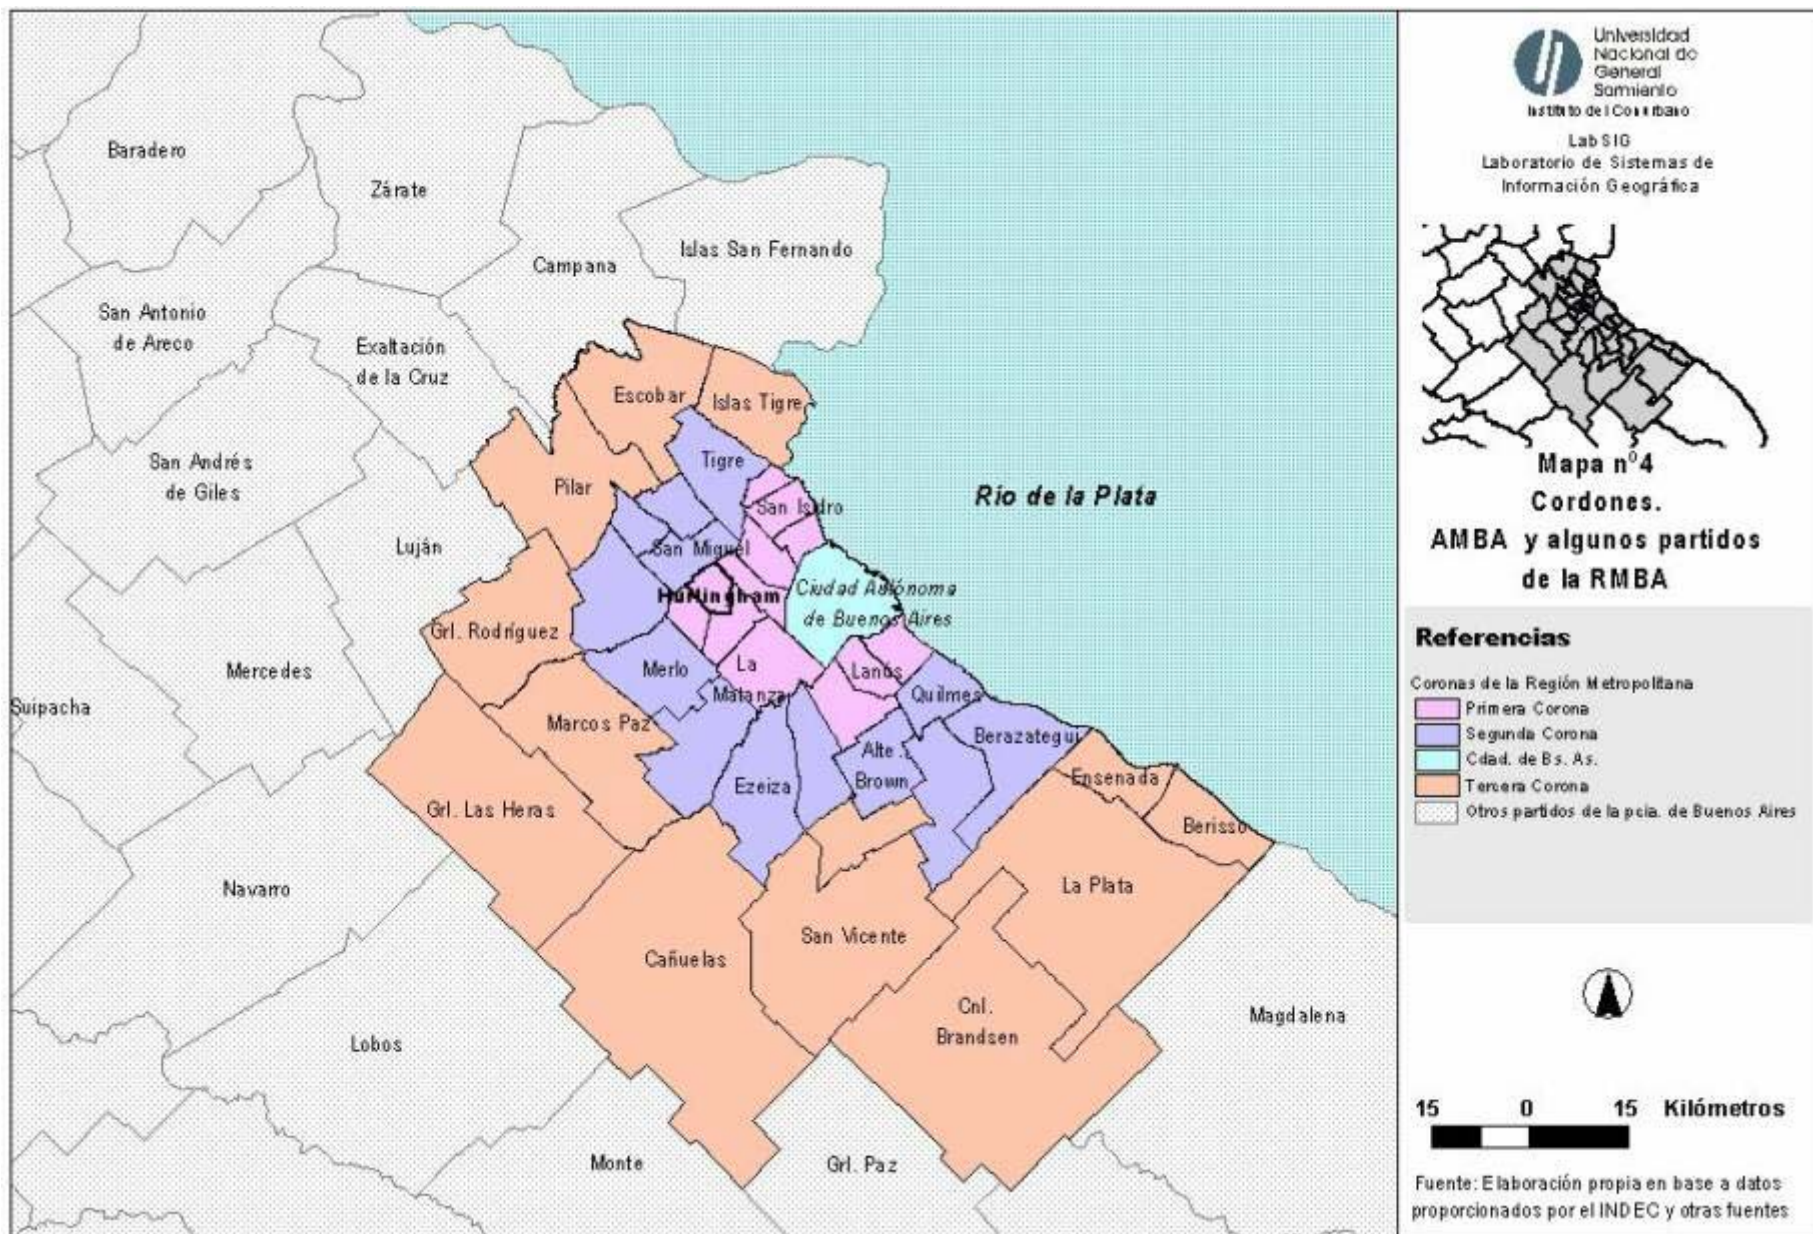 Baradero
Zárate
Islas San Fernando
Campana
San Antonio
de Areco
Exaltación
de la Cruz
Escobar
Islas Tigre
San Andrés
de Giles
Tigre
Pilar
San Isidro
Río de la Plata
Luján
San Miguel
Hurlingham
Ciudad Autónoma
de Buenos Aires
Grl. Rodríguez
Mercedes
Merlo
La
Matanza
Lanús
Quilmes
Suipacha
Marcos Paz
Berazategui
Alte.
Brown
Ezeiza
Ensenada
Grl. Las Heras
Berisso
Navarro
La Plata
San Vicente
Cañuelas
Cnl.
Brandsen
Magdalena
Lobos
Monte
Grl. Paz
Universidad
Nacional de
General
Sarmiento
Instituto del Conurbano
Lab SIG
Laboratorio de Sistemas de
Información Geográfica
Mapa nº4
Cordones.
AMBA y algunos partidos
de la RMBA
Referencias
Coronas de la Región Metropolitana
Primera Corona
Segunda Corona
Cdad. de Bs. As.
Tercera Corona
Otros partidos de la pcia. de Buenos Aires
15 0 15 Kilómetros
Fuente: Elaboración propia en base a datos
proporcionados por el INDEC y otras fuentes